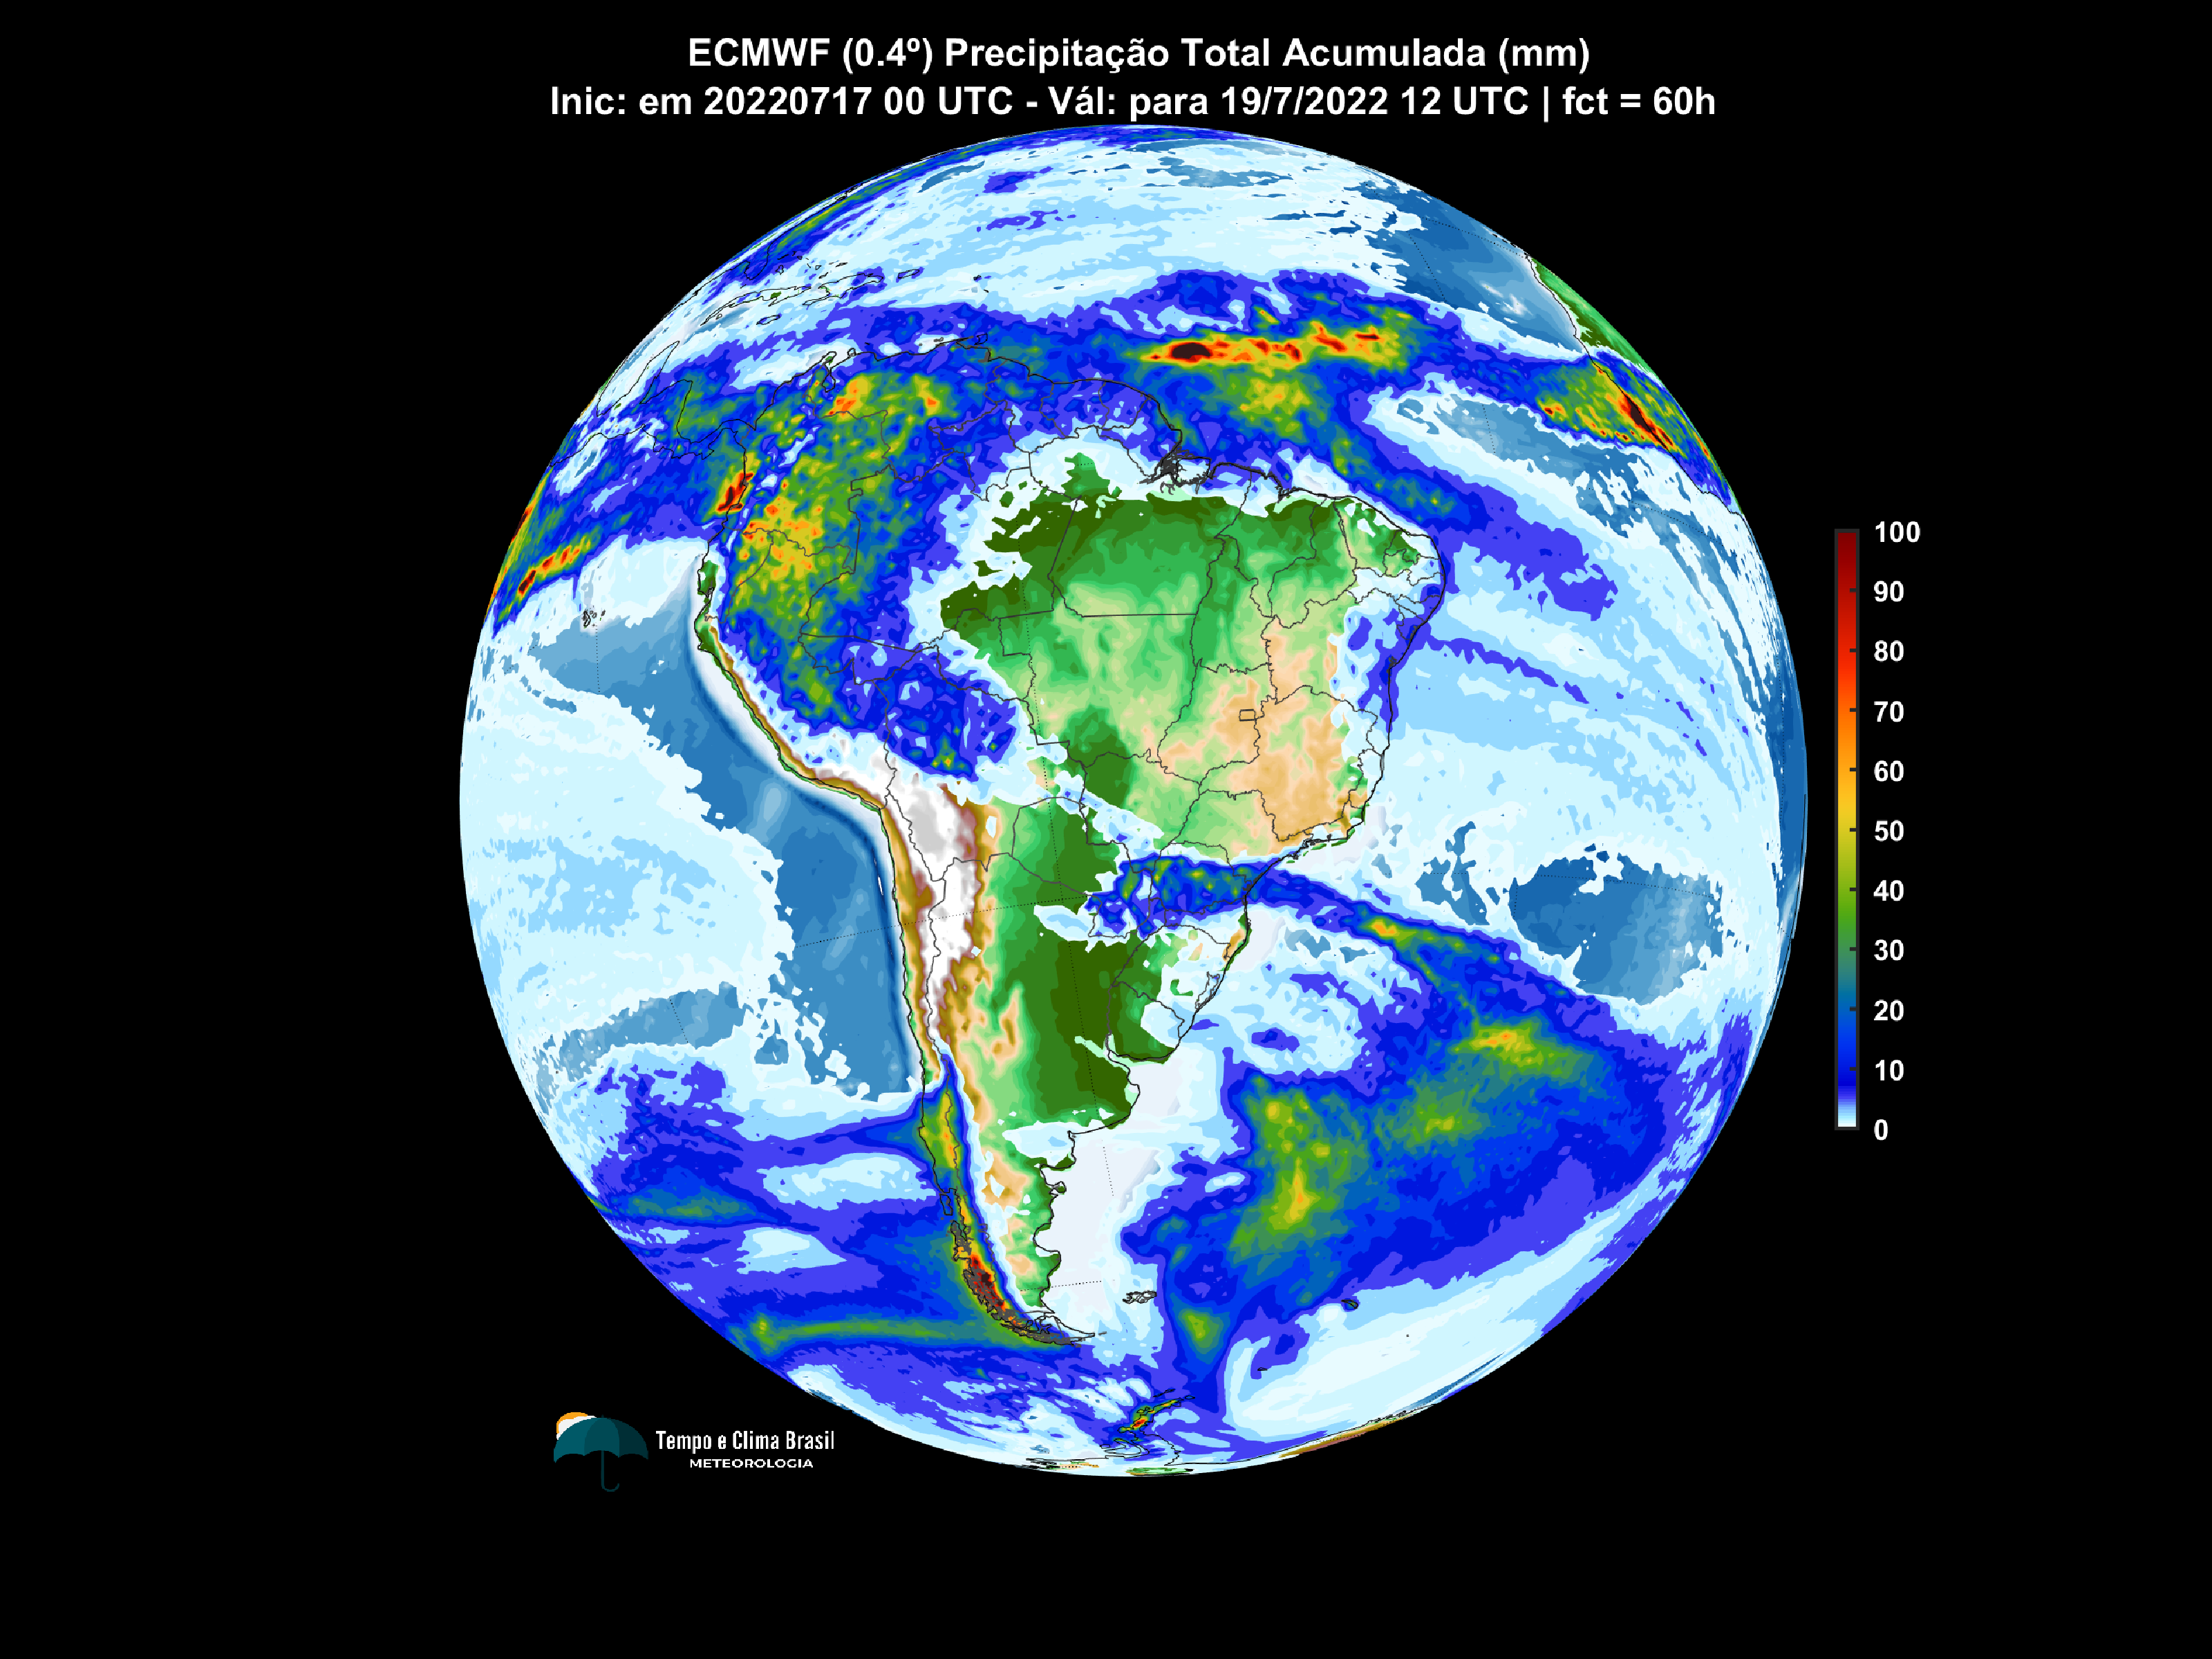 ECMWF (0.4º) Precipitação Total Acumulada (mm)
Inic: em 20220717 00 UTC - Vál: para 19/7/2022 12 UTC | fct = 60h
100
90
80
70
60
50
40
30
20
10
0
Tempo e Clima Brasil
METEOROLOGIA